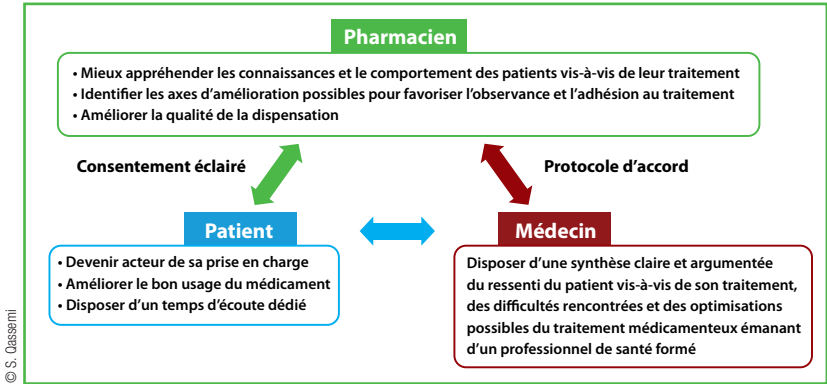 Pharmacien
• Mieux appréhender les connaissances et le comportement des patients vis-à-vis de leur traitement
• Identifier les axes d’amélioration possibles pour favoriser l’observance et l’adhésion au traitement
• Améliorer la qualité de la dispensation
Consentement éclairé
Protocole d’accord
Patient
• Devenir acteur de sa prise en charge
• Améliorer le bon usage du médicament
• Disposer d’un temps d’écoute dédié
Médecin
Disposer d’une synthèse claire et argumentée
du ressenti du patient vis-à-vis de son traitement,
des difficultés rencontrées et des optimisations
possibles du traitement médicamenteux émanant
d’un professionnel de santé formé
© S. Qassemi